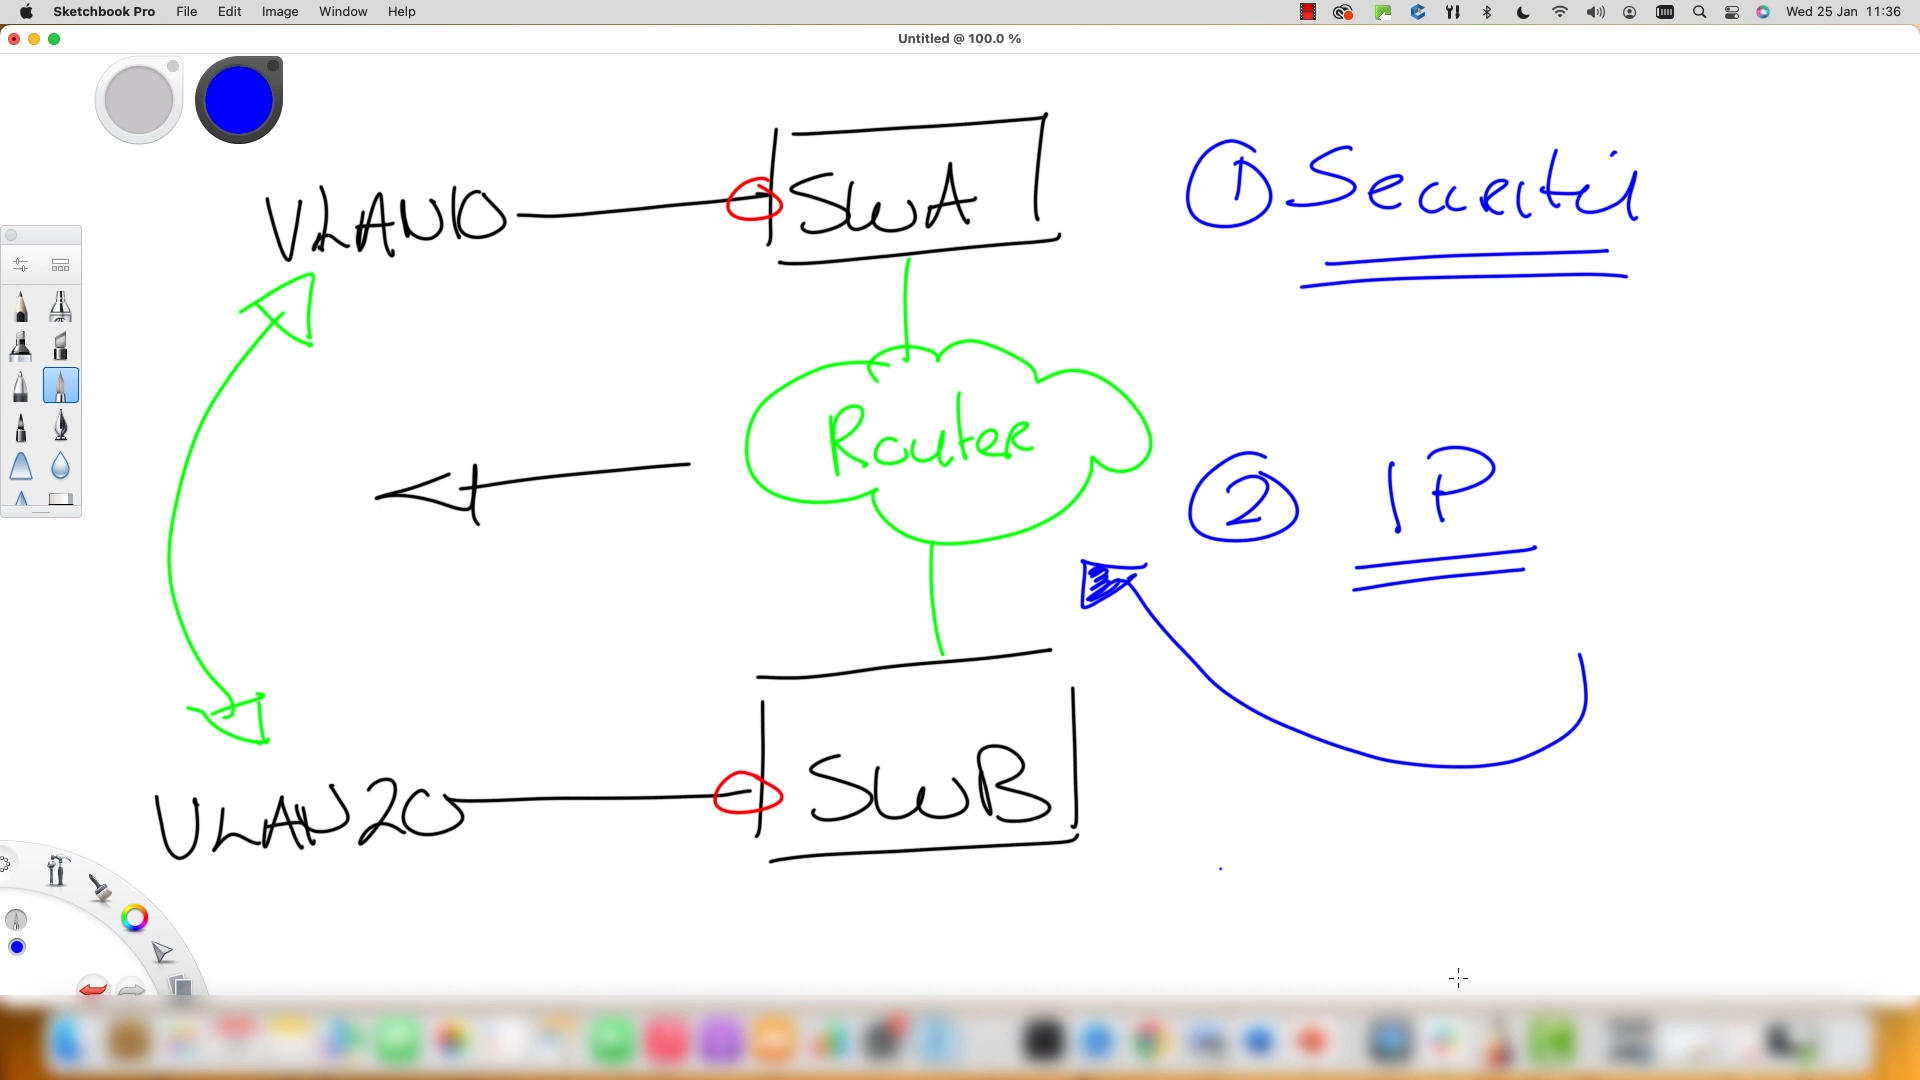 Sketchbook Pro File Edit Image Window Help Wed 25 Jan 11:36
Untitled @ 100.0 %
VLAN10
SWA
1
Router
2 IP
VLAN20
SWB